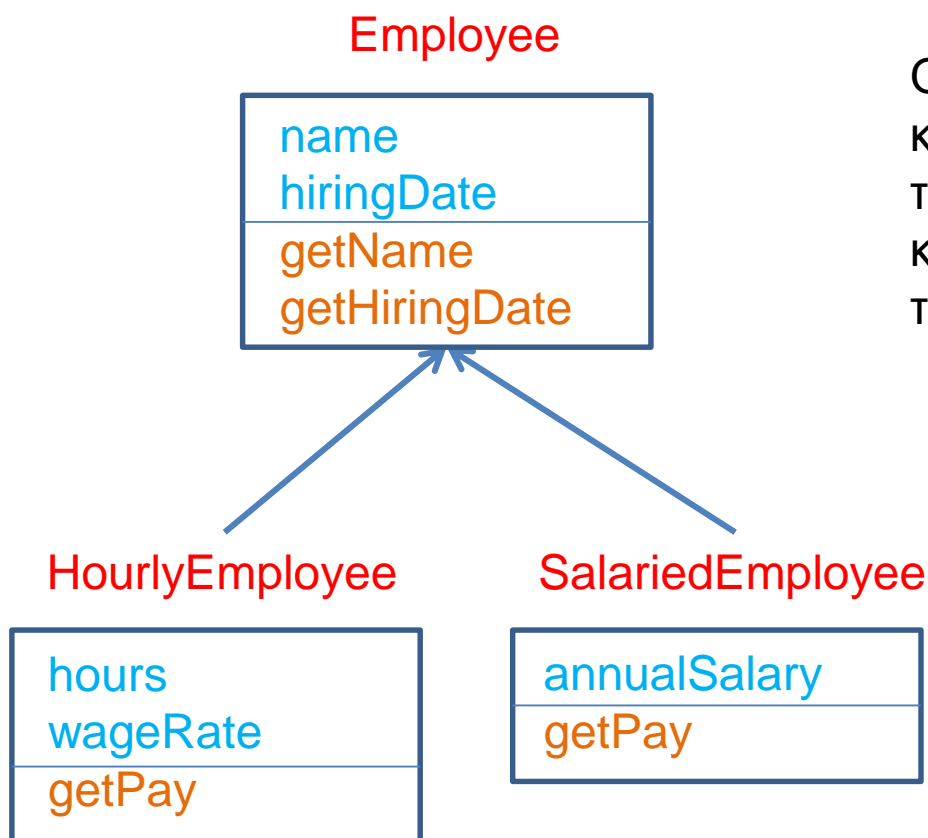 Employee
name
hiringDate
getName
getHiringDate
HourlyEmployee
SalariedEmployee
hours
wageRate
getPay
annualSalary
getPay